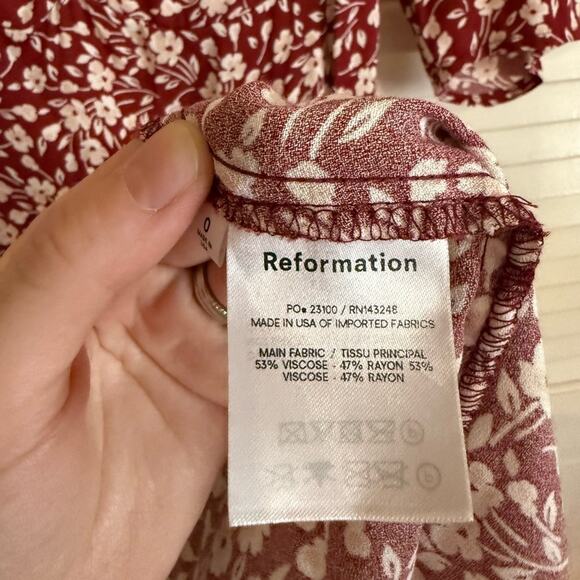 0
Reformation
PO# 23100 / RN143248
MADE IN USA OF IMPORTED FABRICS
MAIN FABRIC / TISSU PRINCIPAL
53% VISCOSE - 47% RAYON 53%
VISCOSE - 47% RAYON